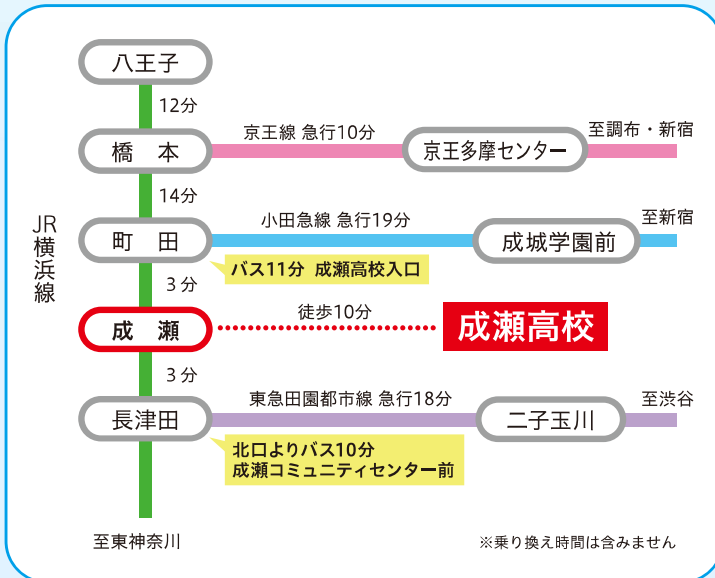 八王子
12分
橋　本
京王線 急行10分
京王多摩センター
至調布・新宿
14分
JR横浜線
町　田
小田急線 急行19分
成城学園前
至新宿
バス11分 成瀬高校入口
3分
成　瀬
徒歩10分
成瀬高校
3分
長津田
東急田園都市線 急行18分
二子玉川
至渋谷
北口よりバス10分
成瀬コミュニティセンター前
至東神奈川
※乗り換え時間は含みません